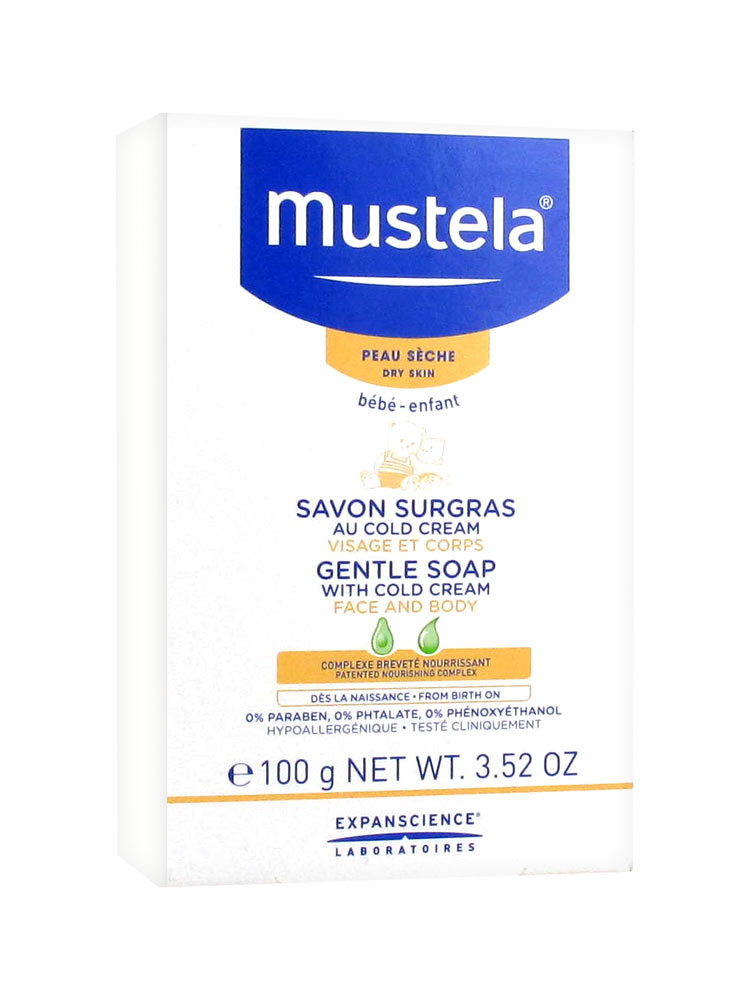 mustela®
PEAU SÈCHE
DRY SKIN
bébé-enfant
SAVON SURGRAS
AU COLD CREAM
VISAGE ET CORPS
GENTLE SOAP
WITH COLD CREAM
FACE AND BODY
COMPLEXE BREVETÉ NOURRISSANT
PATENTED NOURISHING COMPLEX
DÈS LA NAISSANCE • FROM BIRTH ON
0% PARABEN, 0% PHTALATE, 0% PHÉNOXYÉTHANOL
HYPOALLERGÉNIQUE • TESTÉ CLINIQUEMENT
℮100 g NET WT. 3.52 OZ
EXPANSCIENCE®
LABORATOIRES